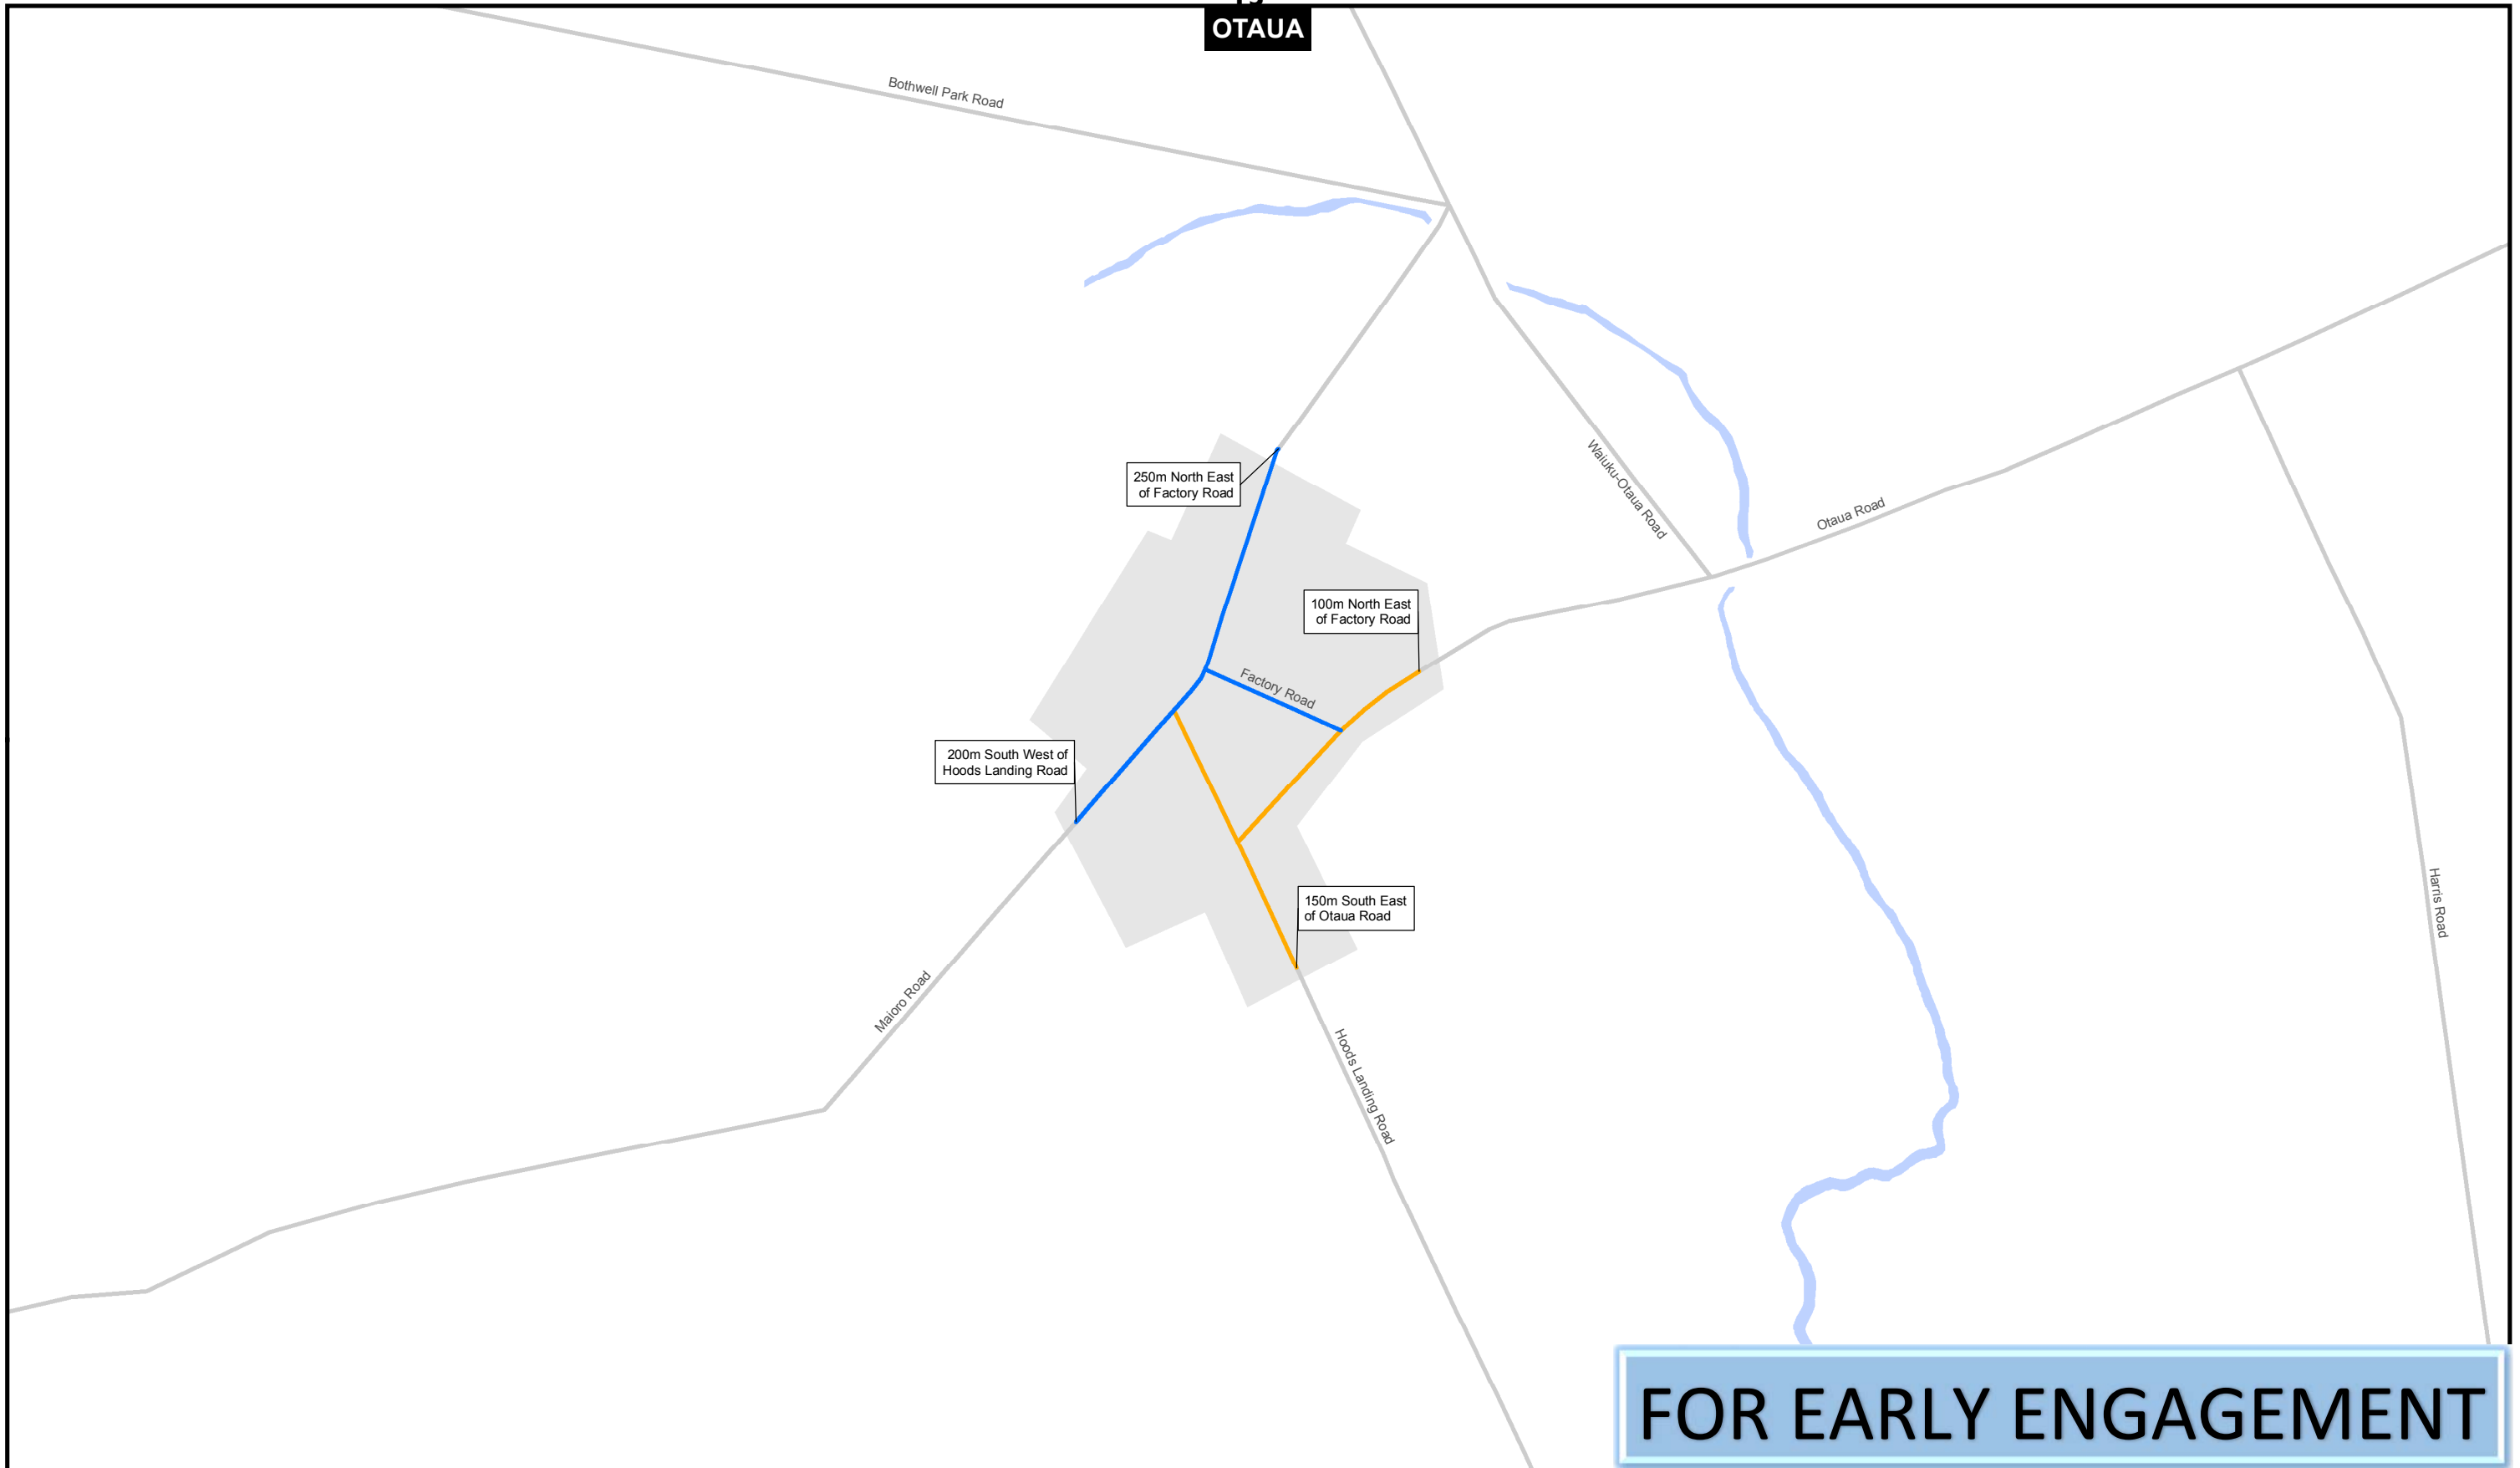 OTAUA
Bothwell Park Road
250m North East
of Factory Road
Waiuku-Otaua Road
Otaua Road
100m North East
of Factory Road
Factory Road
200m South West of
Hoods Landing Road
150m South East
of Otaua Road
Harris Road
Maioro Road
Hoods Landing Road
FOR EARLY ENGAGEMENT